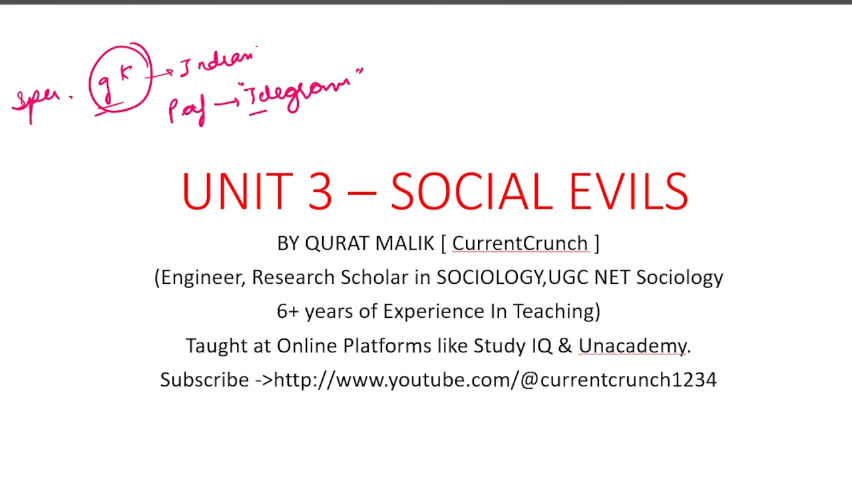 gk → Indian
Pdf → "Telegram"
UNIT 3 – SOCIAL EVILS
BY QURAT MALIK [ CurrentCrunch ]
(Engineer, Research Scholar in SOCIOLOGY,UGC NET Sociology
6+ years of Experience In Teaching)
Taught at Online Platforms like Study IQ & Unacademy.
Subscribe ->http://www.youtube.com/@currentcrunch1234